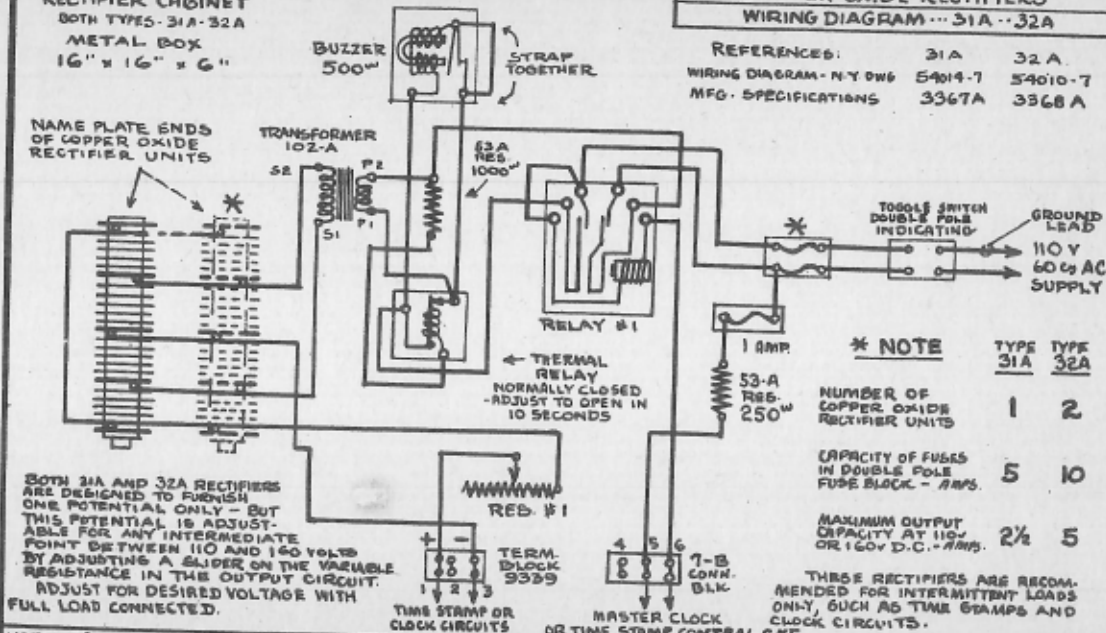 RECTIFIER CABINET
BOTH TYPES-31A-32A
METAL BOX
16" x 16" x 6"
OXIDE RECTIFIERS
WIRING DIAGRAM ... 31A .. 32A
REFERENCES: 31A 32A
WIRING DIAGRAM - N.Y DWG 54014-7 54010-7
MFG. SPECIFICATIONS 3367A 3368A
BUZZER
500ω
STRAP
TOGETHER
NAME PLATE ENDS
OF COPPER OXIDE
RECTIFIER UNITS
*
TRANSFORMER
102-A
S2
P2
S1
P1
53A
RES.
1000ω
RELAY #1
*
TOGGLE SWITCH
DOUBLE POLE
INDICATING
GROUND
LEAD
110 V
60 Cy AC
SUPPLY
1 AMP.
53-A
RES.
250ω
THERMAL
RELAY
NORMALLY CLOSED
-ADJUST TO OPEN IN
10 SECONDS
* NOTE TYPE 31A TYPE 32A
NUMBER OF
COPPER OXIDE
RECTIFIER UNITS 1 2
CAPACITY OF FUSES
IN DOUBLE POLE
FUSE BLOCK - AMPS. 5 10
MAXIMUM OUTPUT
CAPACITY AT 110v
OR 160v D.C. - AMPS. 2½ 5
THESE RECTIFIERS ARE RECOM-
MENDED FOR INTERMITTENT LOADS
ONLY, SUCH AS TIME STAMPS AND
CLOCK CIRCUITS.
BOTH 31A AND 32A RECTIFIERS
ARE DESIGNED TO FURNISH
ONE POTENTIAL ONLY - BUT
THIS POTENTIAL IS ADJUST-
ABLE FOR ANY INTERMEDIATE
POINT BETWEEN 110 AND 160 VOLTS
BY ADJUSTING A SLIDER ON THE VARIABLE
RESISTANCE IN THE OUTPUT CIRCUIT.
ADJUST FOR DESIRED VOLTAGE WITH
FULL LOAD CONNECTED.
RES. #1
+ -
TERM.
BLOCK
9339
1 2 3
TIME STAMP OR
CLOCK CIRCUITS
4 5 6
7-B
CONN.
BLK
MASTER CLOCK
OR TIME STAMP CONTROL